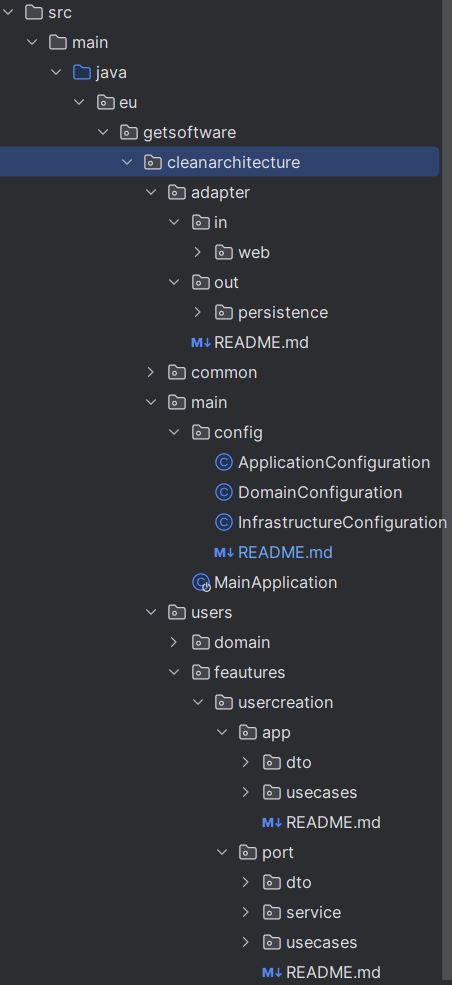 src
main
java
eu
getsoftware
cleanarchitecture
adapter
in
web
out
persistence
M↓ README.md
common
main
config
C ApplicationConfiguration
C DomainConfiguration
C InfrastructureConfiguration
M↓ README.md
C MainApplication
users
domain
feautures
usercreation
app
dto
usecases
M↓ README.md
port
dto
service
usecases
M↓ README.md